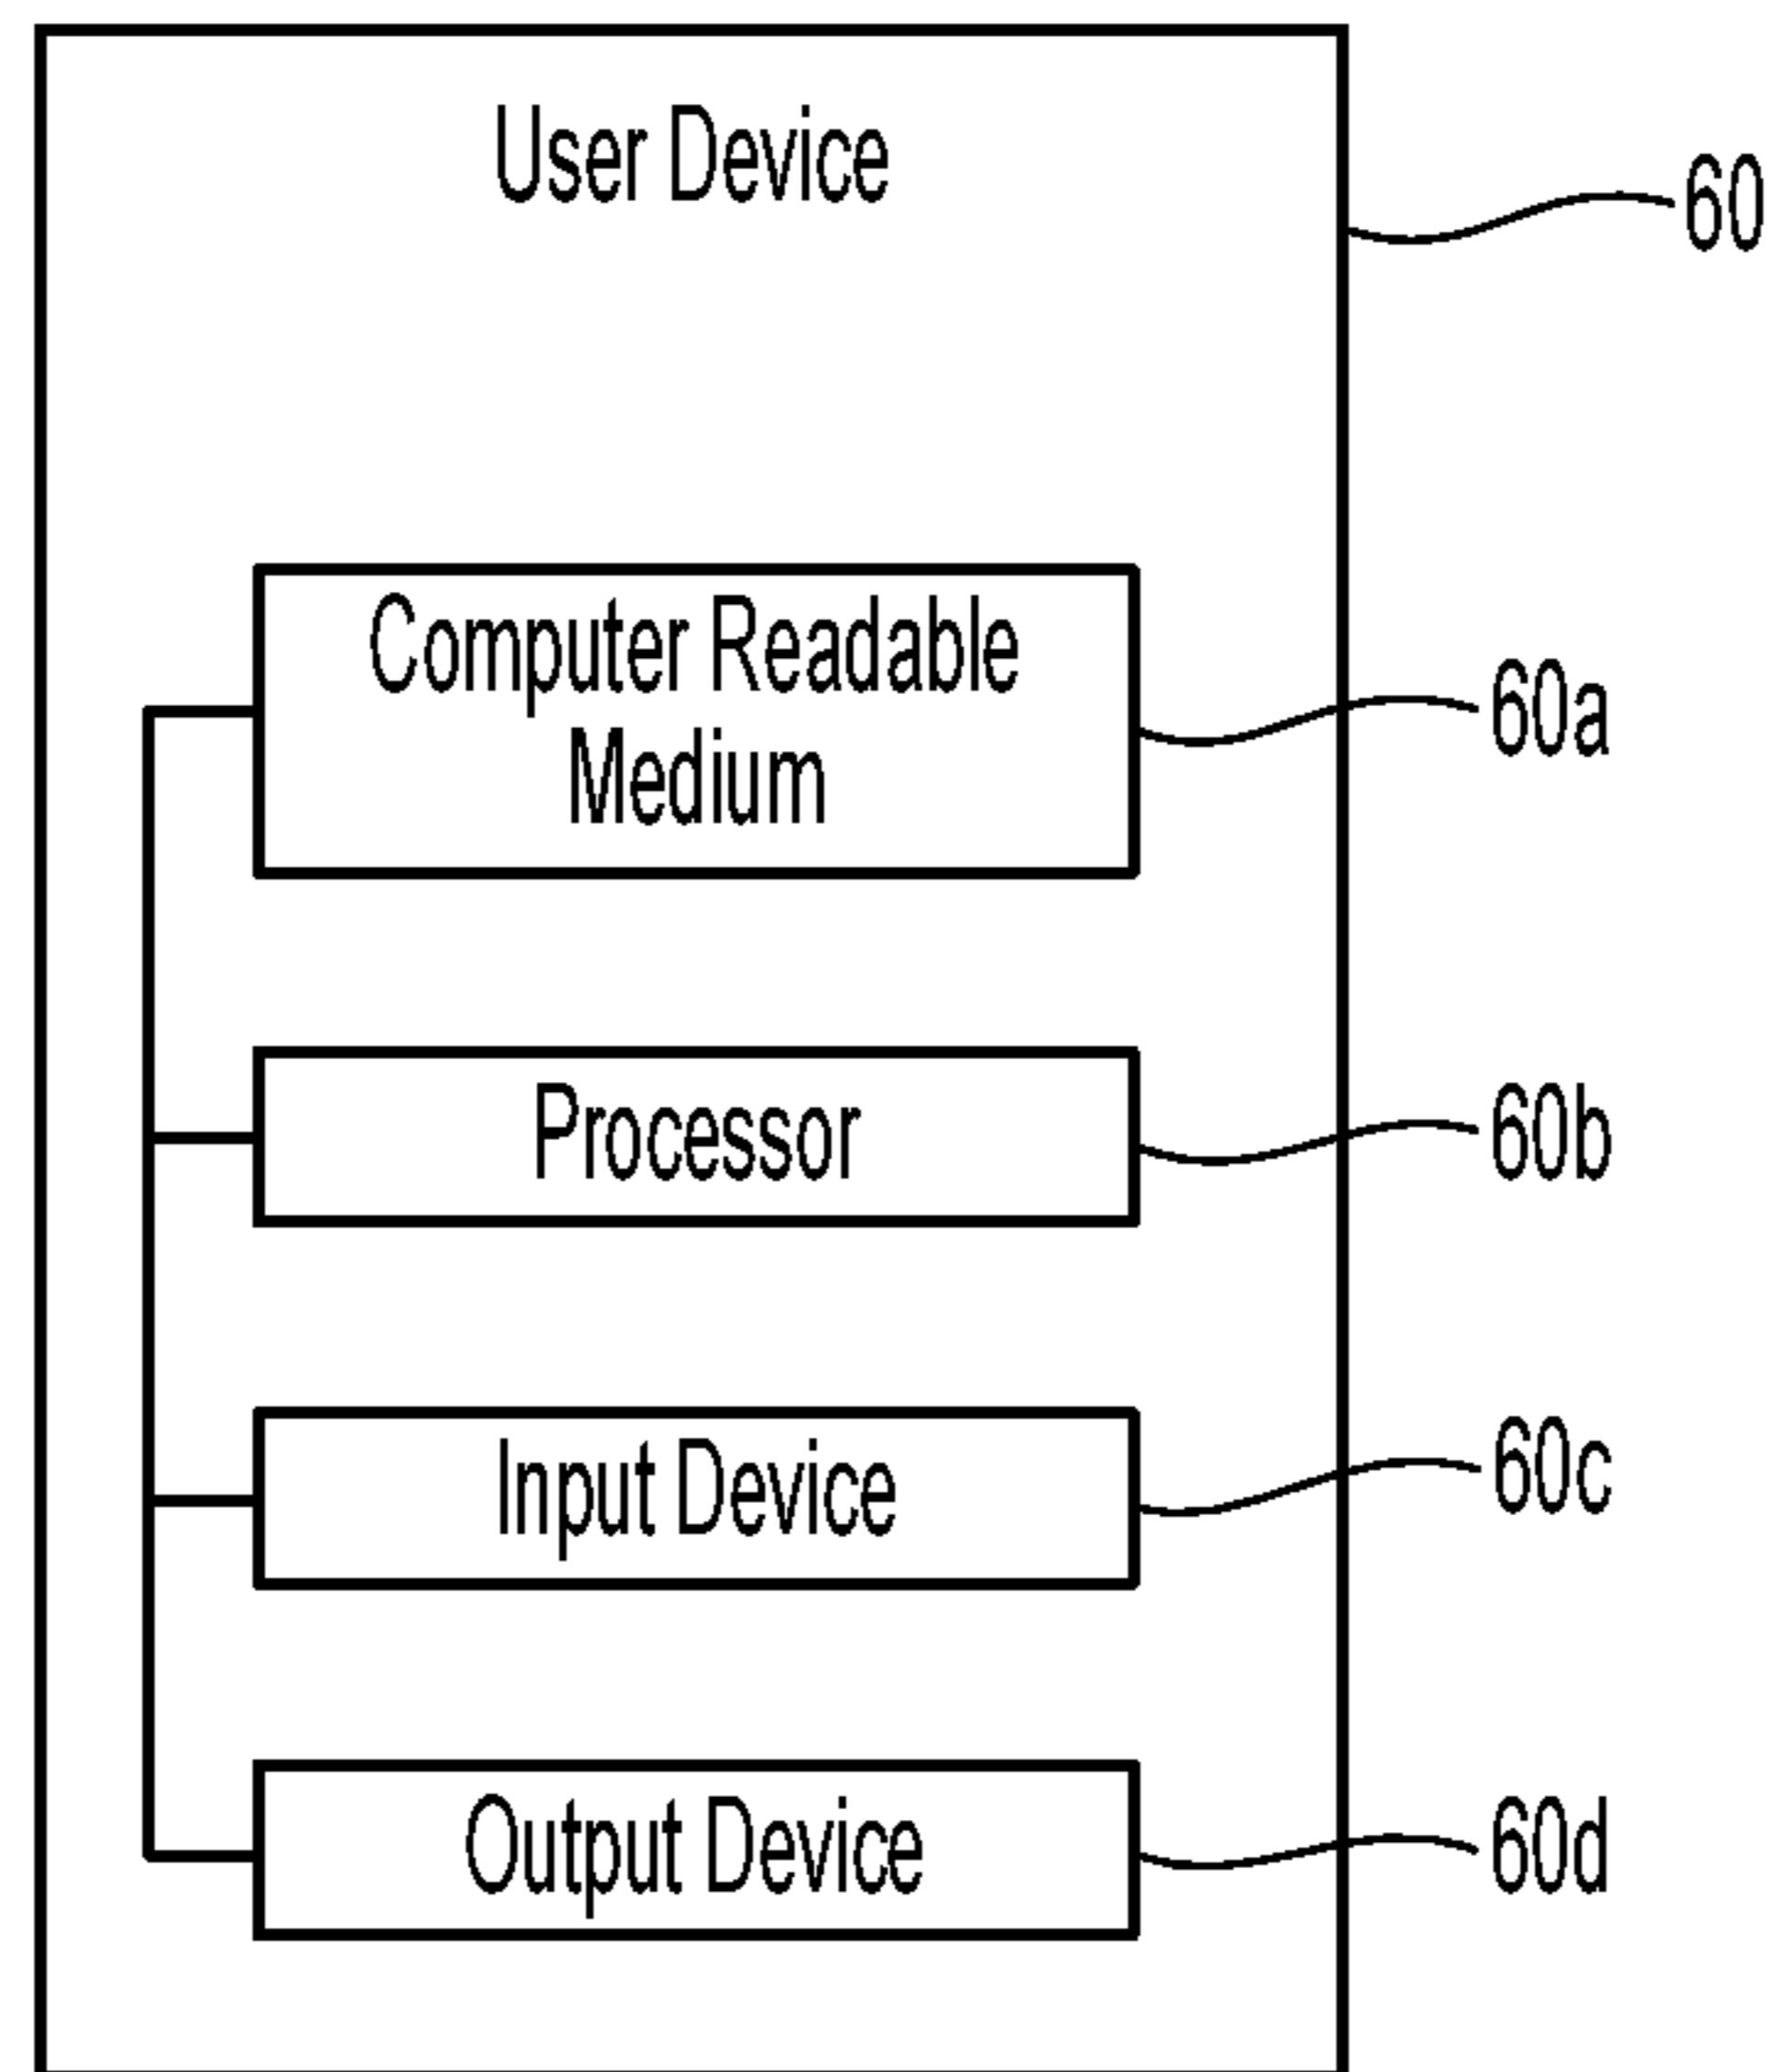 User Device
60
Computer Readable
Medium
60a
Processor
60b
Input Device
60c
Output Device
60d